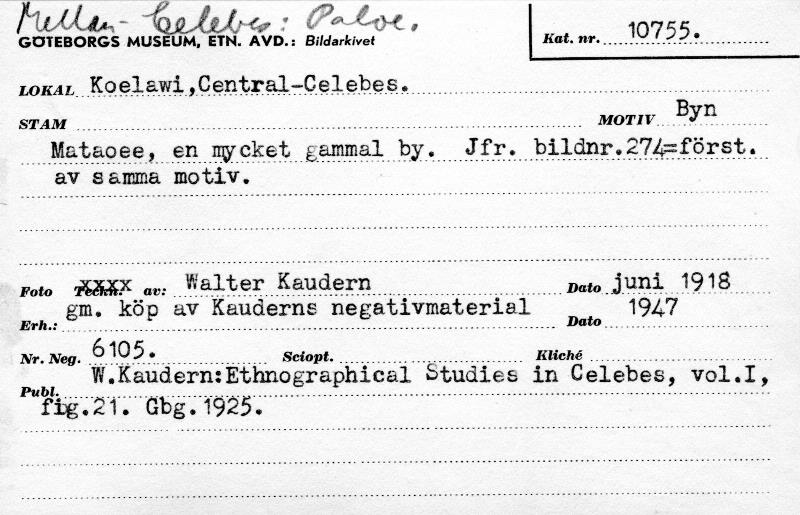 Mellan-Celebes: Paloe.
GÖTEBORGS MUSEUM, ETN. AVD.: Bildarkivet
Kat. nr. 10755.
LOKAL Koelawi,Central-Celebes.
STAM MOTIV Byn
Mataoee, en mycket gammal by. Jfr. bildnr.274=först.
av samma motiv.
Foto Teckn. xxxx av: Walter Kaudern Dato juni 1918
Erh.: gm. köp av Kauderns negativmaterial Dato 1947
Nr. Neg. 6105. Sciopt. Kliché
Publ. W.Kaudern:Ethnographical Studies in Celebes, vol.I,
fig.21. Gbg.1925.